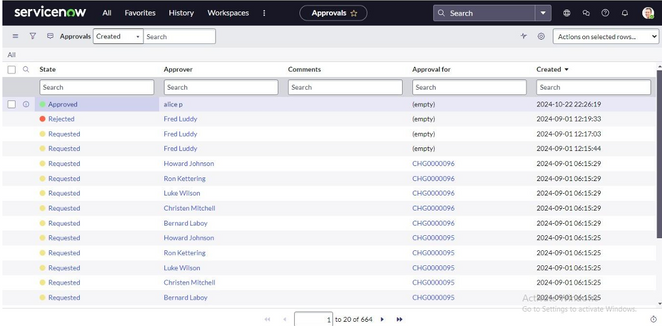 servicenow All Favorites History Workspaces Approvals Search
Approvals Created Search Actions on selected rows...
All
State Approver Comments Approval for Created
Search Search Search Search Search
Approved alice p (empty) 2024-10-22 22:26:19
Rejected Fred Luddy (empty) 2024-09-01 12:19:33
Requested Fred Luddy (empty) 2024-09-01 12:17:03
Requested Fred Luddy (empty) 2024-09-01 12:15:44
Requested Howard Johnson CHG0000096 2024-09-01 06:15:29
Requested Ron Kettering CHG0000096 2024-09-01 06:15:29
Requested Luke Wilson CHG0000096 2024-09-01 06:15:29
Requested Christen Mitchell CHG0000096 2024-09-01 06:15:29
Requested Bernard Laboy CHG0000096 2024-09-01 06:15:29
Requested Howard Johnson CHG0000095 2024-09-01 06:15:25
Requested Ron Kettering CHG0000095 2024-09-01 06:15:25
Requested Luke Wilson CHG0000095 2024-09-01 06:15:25
Requested Christen Mitchell CHG0000095 2024-09-01 06:15:25
Requested Bernard Laboy CHG0000095 2024-09-01 06:15:25
Go to Settings to activate Windows.
1 to 20 of 664